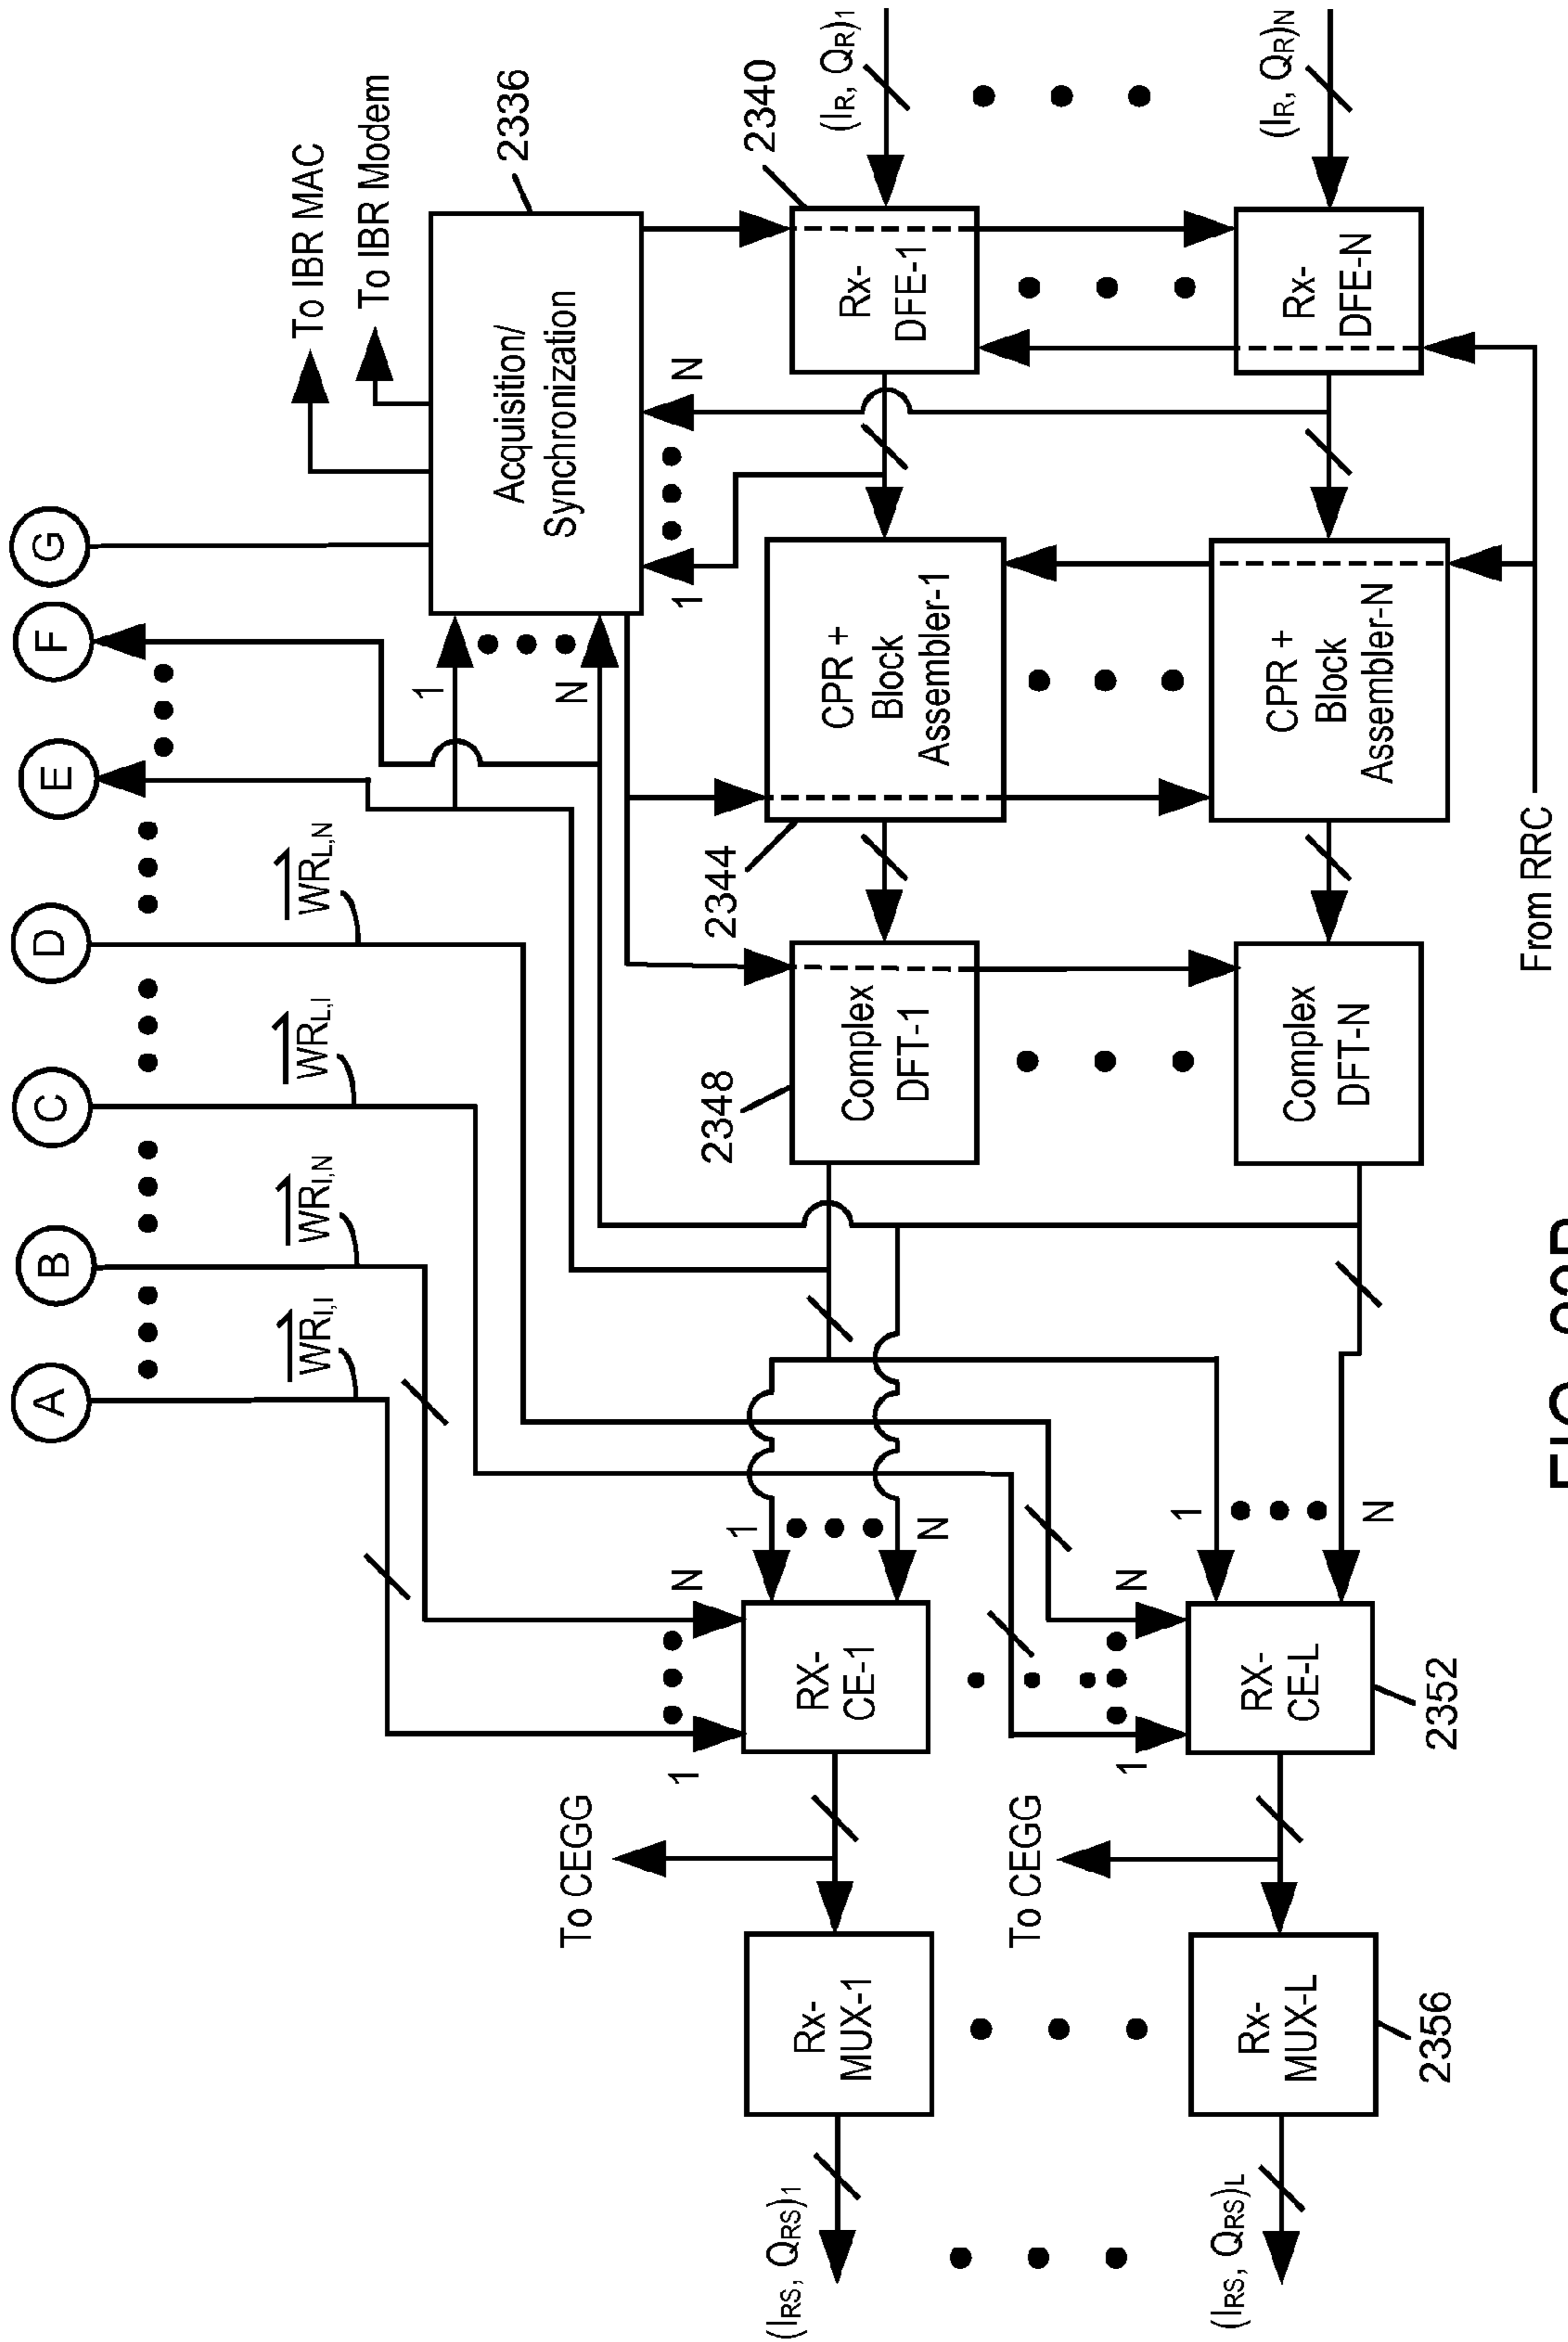 A
B
C
D
E
F
G
WRI,I
WRI,N
WRL,I
WRL,N
To IBR MAC
To IBR Modem
Acquisition/
Synchronization
2336
1
N
1
N
To CEGG
1
N
1
N
2348
2344
2340
(IRS, QRS)1
Rx-
MUX-1
RX-
CE-1
Complex
DFT-1
CPR +
Block
Assembler-1
Rx-
DFE-1
(IR, QR)1
To CEGG
1
N
1
N
(IRS, QRS)L
Rx-
MUX-L
RX-
CE-L
Complex
DFT-N
CPR +
Block
Assembler-N
Rx-
DFE-N
(IR, QR)N
2356
2352
From RRC
FIG.